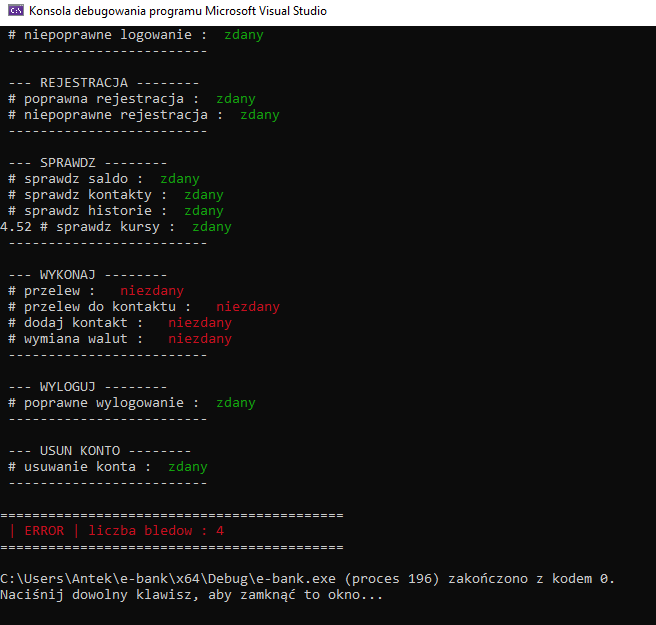 Konsola debugowania programu Microsoft Visual Studio
# niepoprawne logowanie :  zdany
-------------------------
--- REJESTRACJA --------
# poprawna rejestracja :  zdany
# niepoprawne rejestracja :  zdany
-------------------------
--- SPRAWDZ --------
# sprawdz saldo :  zdany
# sprawdz kontakty :  zdany
# sprawdz historie :  zdany
4.52 # sprawdz kursy :  zdany
-------------------------
--- WYKONAJ --------
# przelew :   niezdany
# przelew do kontaktu :   niezdany
# dodaj kontakt :   niezdany
# wymiana walut :   niezdany
-------------------------
--- WYLOGUJ --------
# poprawne wylogowanie :  zdany
-------------------------
--- USUN KONTO --------
# usuwanie konta :  zdany
-------------------------
===========================================
| ERROR | liczba bledow : 4
===========================================
C:\Users\Antek\e-bank\x64\Debug\e-bank.exe (proces 196) zakończono z kodem 0.
Naciśnij dowolny klawisz, aby zamknąć to okno...